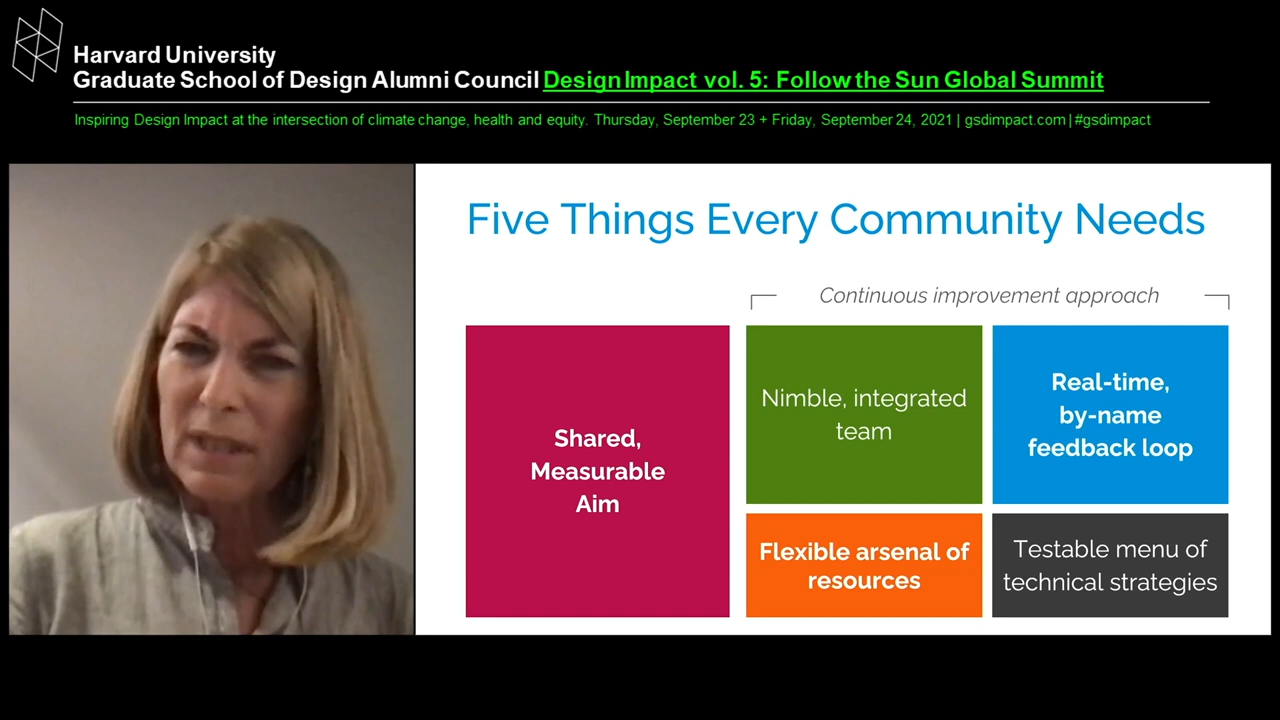 Harvard University
Graduate School of Design Alumni Council Design Impact vol. 5: Follow the Sun Global Summit
Inspiring Design Impact at the intersection of climate change, health and equity. Thursday, September 23 + Friday, September 24, 2021 | gsdimpact.com | #gsdimpact
Five Things Every Community Needs
Continuous improvement approach
Shared,
Measurable
Aim
Nimble, integrated
team
Real-time,
by-name
feedback loop
Flexible arsenal of
resources
Testable menu of
technical strategies